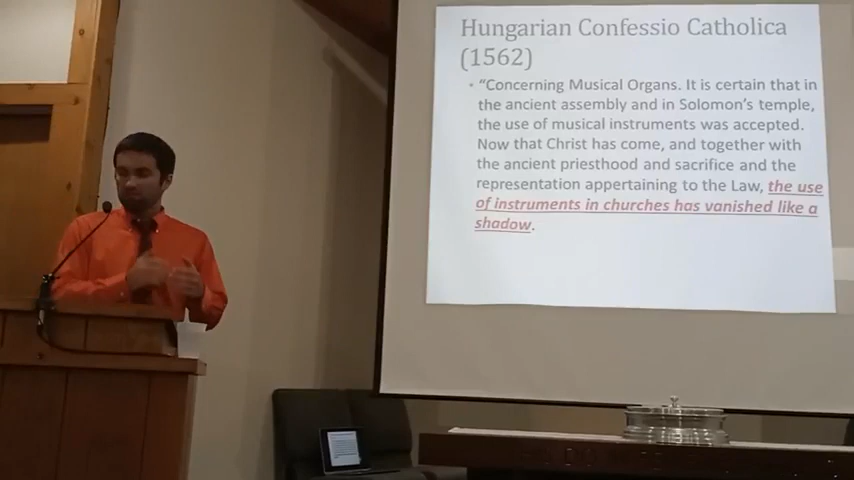 Hungarian Confessio Catholica
(1562)
• "Concerning Musical Organs. It is certain that in
the ancient assembly and in Solomon's temple,
the use of musical instruments was accepted.
Now that Christ has come, and together with
the ancient priesthood and sacrifice and the
representation appertaining to the Law, the use
of instruments in churches has vanished like a
shadow.